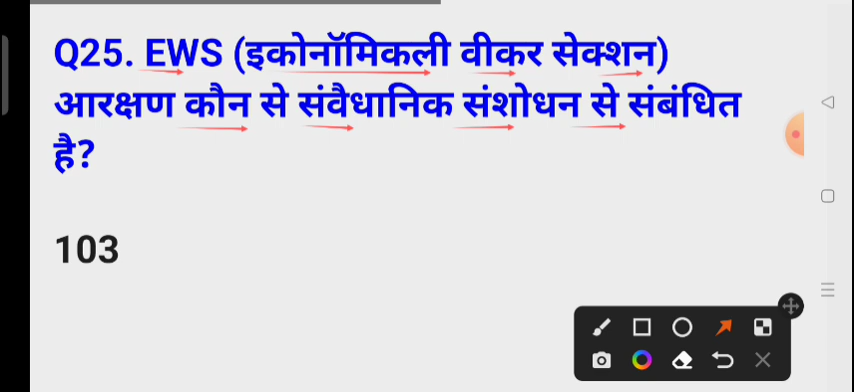 Q25. EWS (इकोनॉमिकली वीकर सेक्शन)
आरक्षण कौन से संवैधानिक संशोधन से संबंधित
है?
103